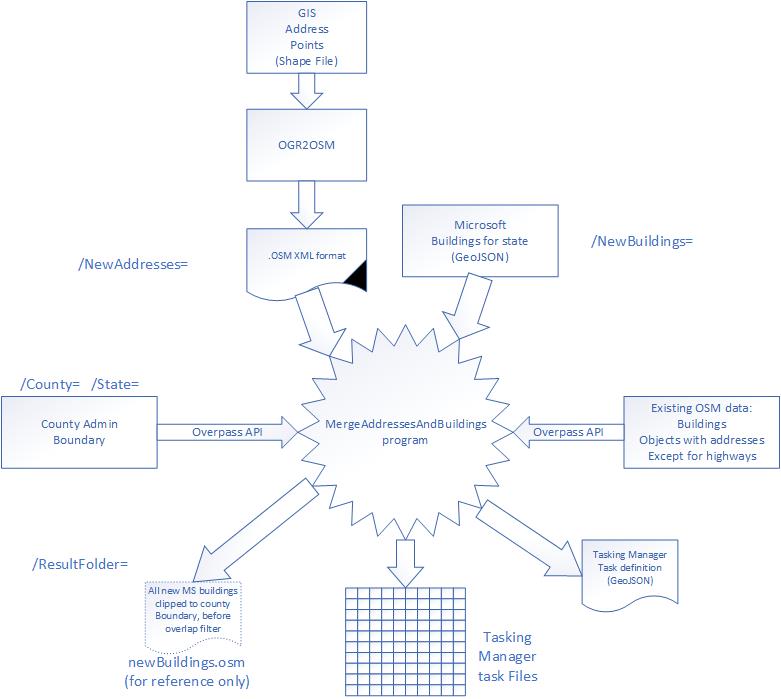 GIS
Address
Points
(Shape File)
OGR2OSM
.OSM XML format
/NewAddresses=
Microsoft
Buildings for state
(GeoJSON)
/NewBuildings=
/County=   /State=
County Admin
Boundary
Overpass API
MergeAddressesAndBuildings
program
Overpass API
Existing OSM data:
Buildings
Objects with addresses
Except for highways
/ResultFolder=
All new MS buildings
clipped to county
Boundary, before
overlap filter
newBuildings.osm
(for reference only)
Tasking
Manager
task Files
Tasking Manager
Task definition
(GeoJSON)